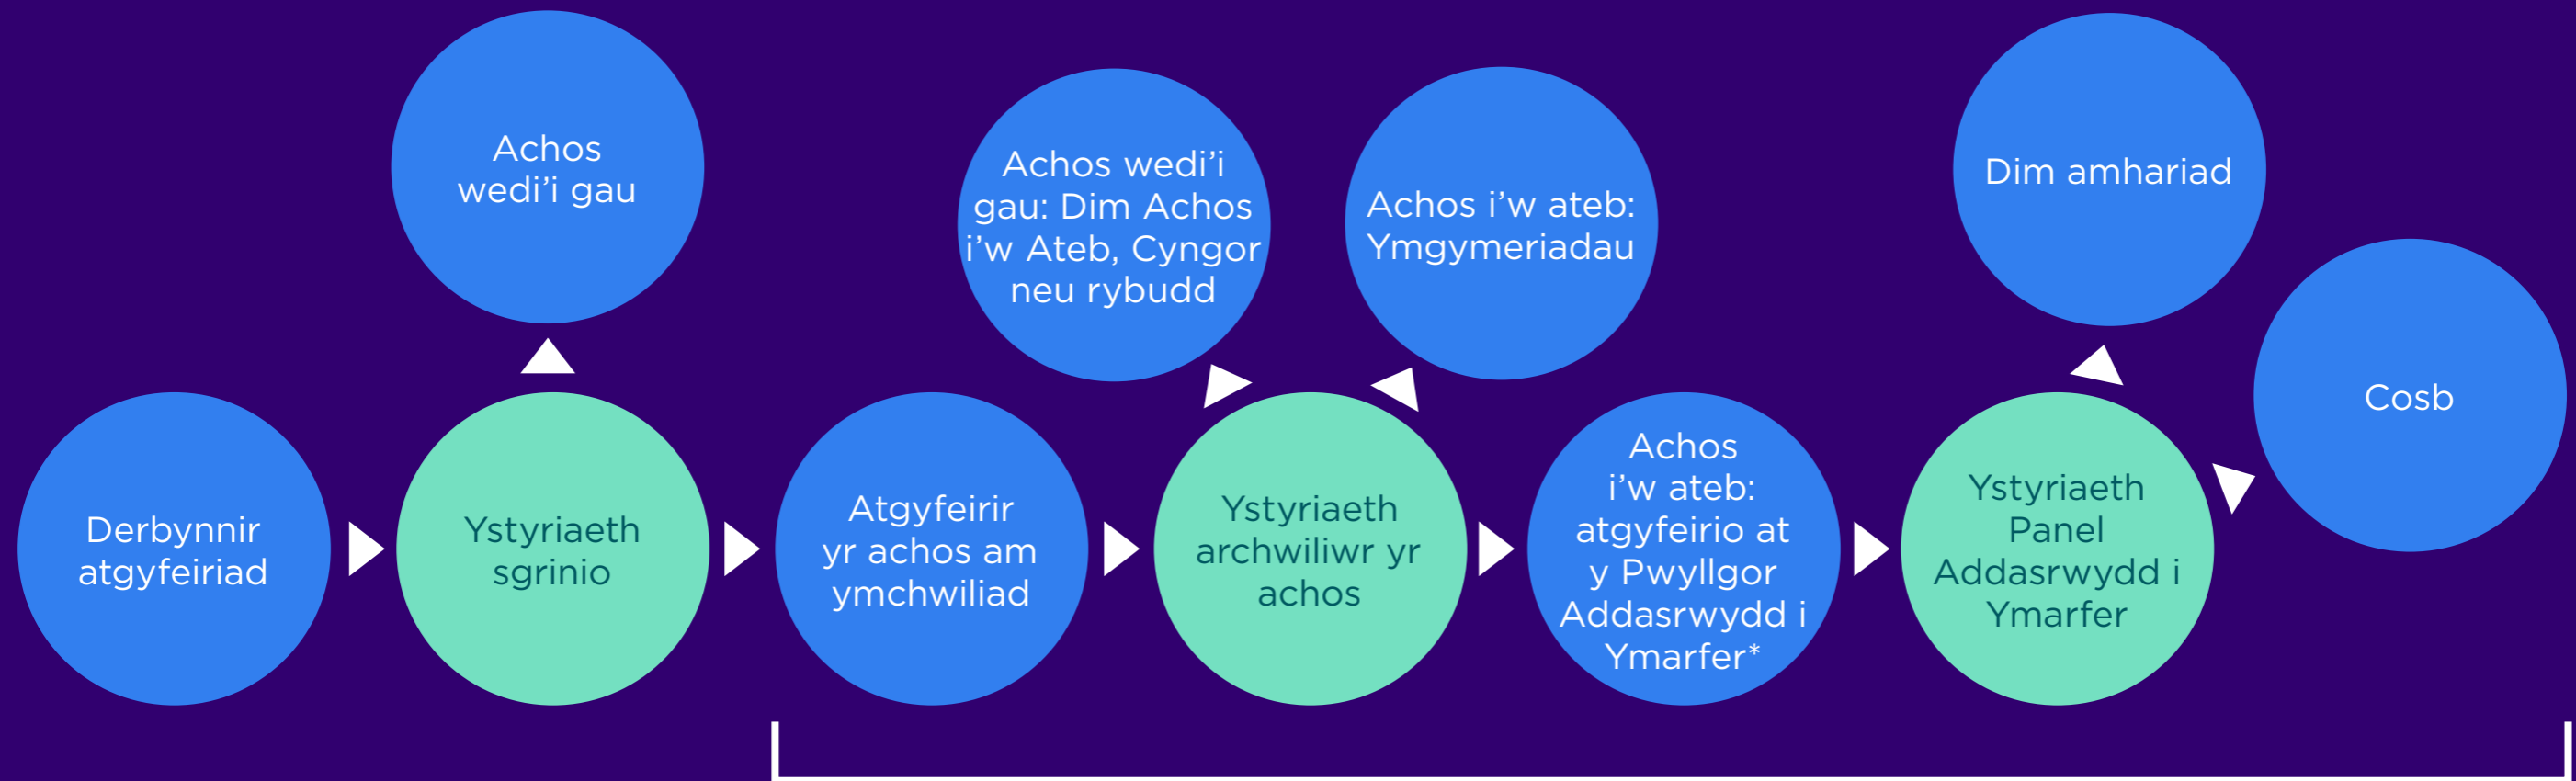 Derbynnir
atgyfeiriad
Ystyriaeth
sgrinio
Achos
wedi’i gau
Atgyfeirir
yr achos am
ymchwiliad
Ystyriaeth
archwiliwr yr
achos
Achos wedi’i
gau: Dim Achos
i’w Ateb, Cyngor
neu rybudd
Achos i’w ateb:
Ymgymeriadau
Achos
i’w ateb:
atgyfeirio at
y Pwyllgor
Addasrwydd i
Ymarfer*
Ystyriaeth
Panel
Addasrwydd i
Ymarfer
Dim amhariad
Cosb